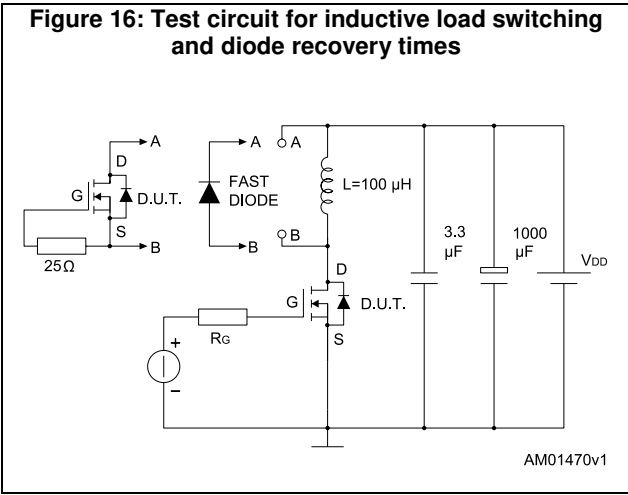 Figure 16: Test circuit for inductive load switching
and diode recovery times
A
D
G
D.U.T.
S
B
25Ω
A
FAST
DIODE
B
A
L=100 µH
B
D
G
D.U.T.
S
RG
+
−
3.3
µF
1000
µF
VDD
AM01470v1